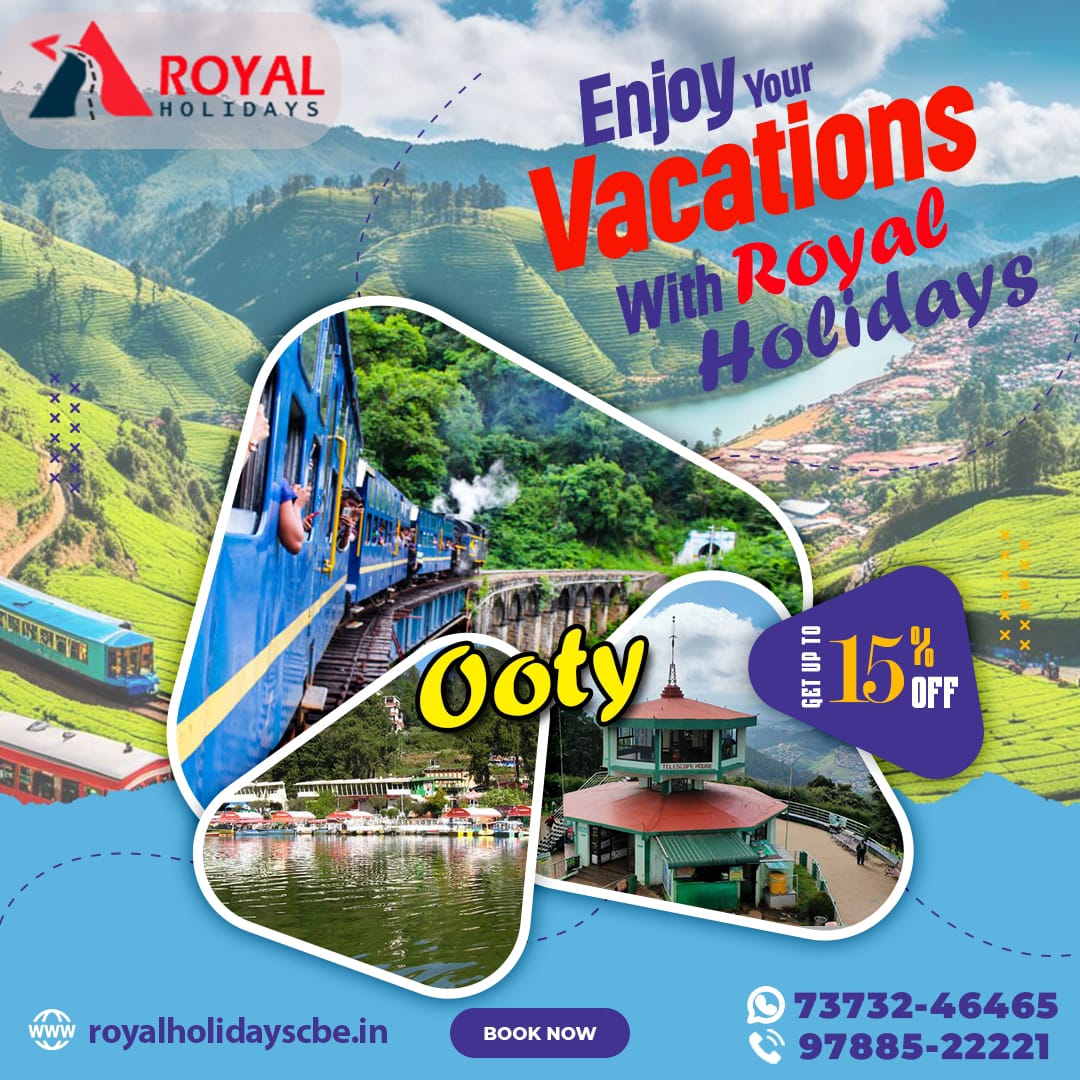 ROYAL
HOLIDAYS
Enjoy Your
Vacations
With Royal
Holidays
GET UP TO
15% OFF
Ooty
TELESCOPE HOUSE
www
royalholidayscbe.in
BOOK NOW
73732-46465
97885-22221